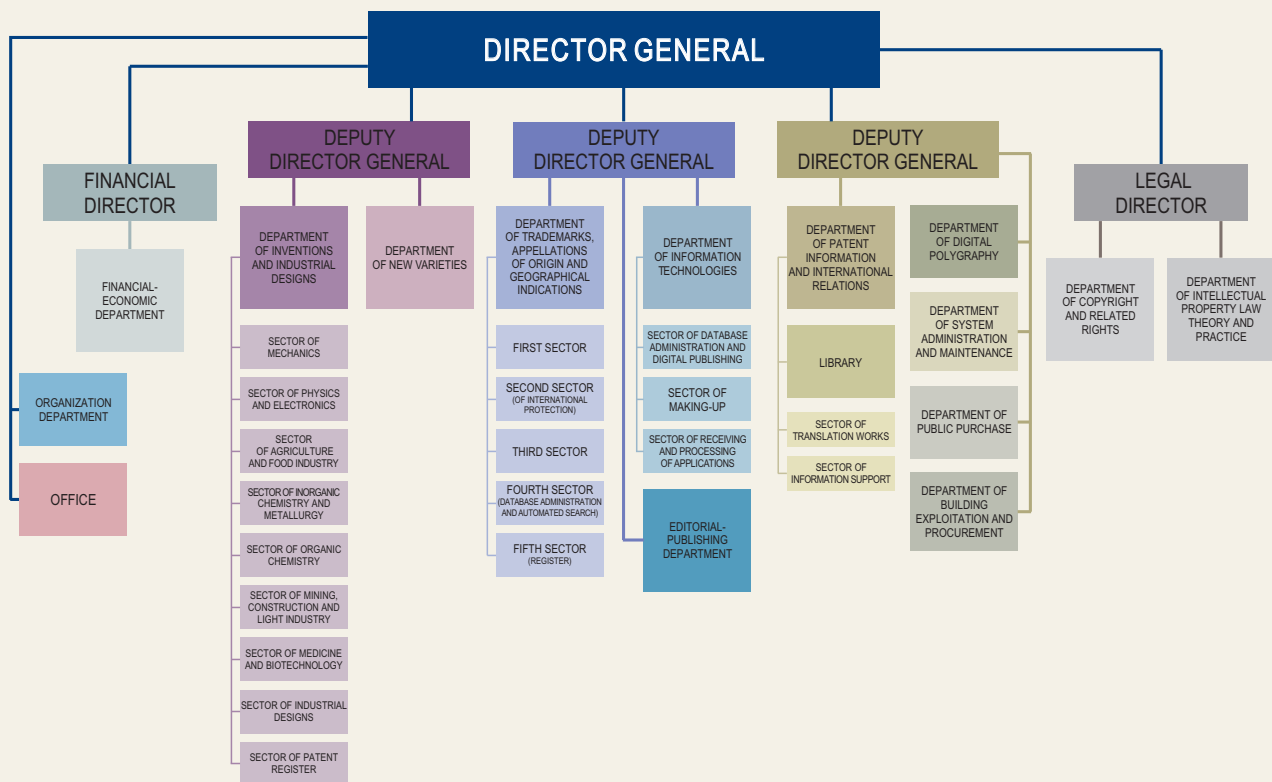 DIRECTOR GENERAL
FINANCIAL
DIRECTOR
FINANCIAL-
ECONOMIC
DEPARTMENT
ORGANIZATION
DEPARTMENT
OFFICE
DEPUTY
DIRECTOR GENERAL
DEPARTMENT
OF INVENTIONS
AND INDUSTRIAL
DESIGNS
SECTOR OF
MECHANICS
SECTOR OF PHYSICS
AND ELECTRONICS
SECTOR
OF AGRICULTURE
AND FOOD INDUSTRY
SECTOR OF INORGANIC
CHEMISTRY AND
METALLURGY
SECTOR OF ORGANIC
CHEMISTRY
SECTOR OF MINING,
CONSTRUCTION AND
LIGHT INDUSTRY
SECTOR OF MEDICINE
AND BIOTECHNOLOGY
SECTOR OF INDUSTRIAL
DESIGNS
SECTOR OF PATENT
REGISTER
DEPARTMENT
OF NEW VARIETIES
DEPUTY
DIRECTOR GENERAL
DEPARTMENT
OF TRADEMARKS,
APPELLATIONS
OF ORIGIN AND
GEOGRAPHICAL
INDICATIONS
FIRST SECTOR
SECOND SECTOR
(OF INTERNATIONAL
PROTECTION)
THIRD SECTOR
FOURTH SECTOR
(DATABASE ADMINISTRATION
AND AUTOMATED SEARCH)
FIFTH SECTOR
(REGISTER)
DEPARTMENT
OF INFORMATION
TECHNOLOGIES
SECTOR OF DATABASE
ADMINISTRATION AND
DIGITAL PUBLISHING
SECTOR OF
MAKING-UP
SECTOR OF RECEIVING
AND PROCESSING
OF APPLICATIONS
EDITORIAL-
PUBLISHING
DEPARTMENT
DEPUTY
DIRECTOR GENERAL
DEPARTMENT
OF PATENT
INFORMATION
AND INTERNATIONAL
RELATIONS
LIBRARY
SECTOR OF
TRANSLATION WORKS
SECTOR OF
INFORMATION SUPPORT
DEPARTMENT
OF DIGITAL
POLYGRAPHY
DEPARTMENT
OF SYSTEM
ADMINISTRATION
AND MAINTENANCE
DEPARTMENT OF
PUBLIC PURCHASE
DEPARTMENT OF
BUILDING
EXPLOITATION AND
PROCUREMENT
LEGAL
DIRECTOR
DEPARTMENT
OF COPYRIGHT
AND RELATED
RIGHTS
DEPARTMENT
OF INTELLECTUAL
PROPERTY LAW
THEORY AND
PRACTICE